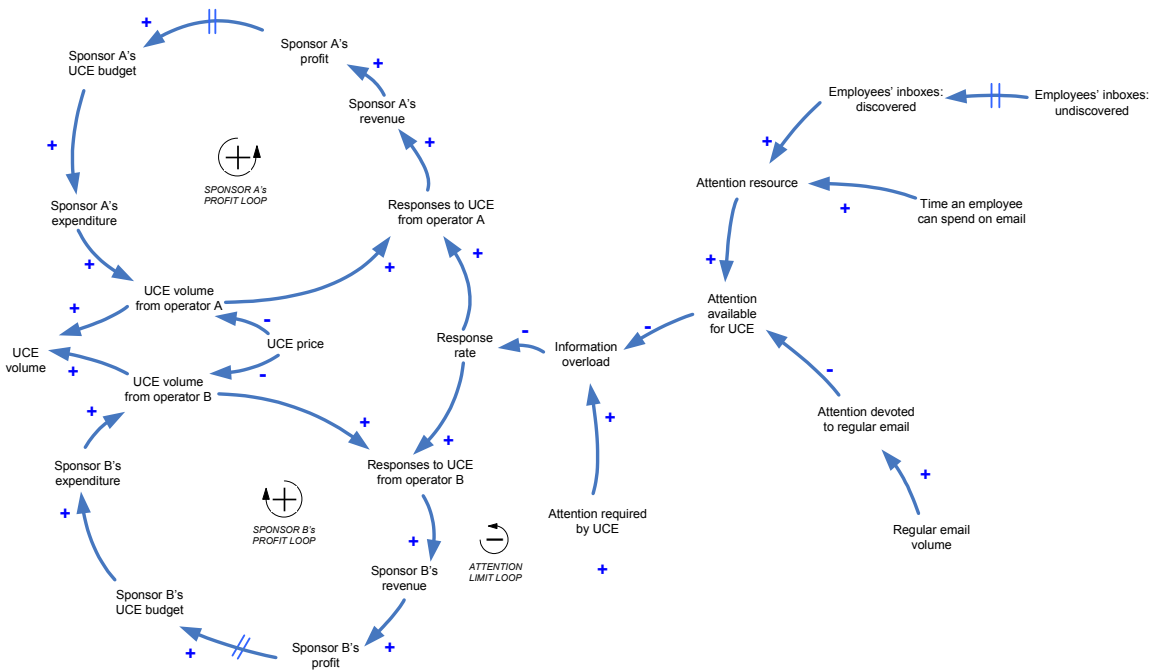 +
Sponsor A's
profit
Sponsor A's
UCE budget
+
Sponsor A's
revenue
Employees' inboxes:
discovered
Employees' inboxes:
undiscovered
+
+
+
+
SPONSOR A's
PROFIT LOOP
Attention resource
Sponsor A's
expenditure
Responses to UCE
from operator A
+
Time an employee
can spend on email
+
+
+
+
UCE volume
from operator A
Attention
available
for UCE
+
-
-
-
UCE price
Response
rate
Information
overload
UCE
volume
+
-
-
UCE volume
from operator B
+
+
+
Attention devoted
to regular email
+
Sponsor B's
expenditure
Responses to UCE
from operator B
+
+
SPONSOR B's
PROFIT LOOP
Attention required
by UCE
Regular email
volume
+
-
ATTENTION
LIMIT LOOP
+
Sponsor B's
revenue
Sponsor B's
UCE budget
+
+
Sponsor B's
profit